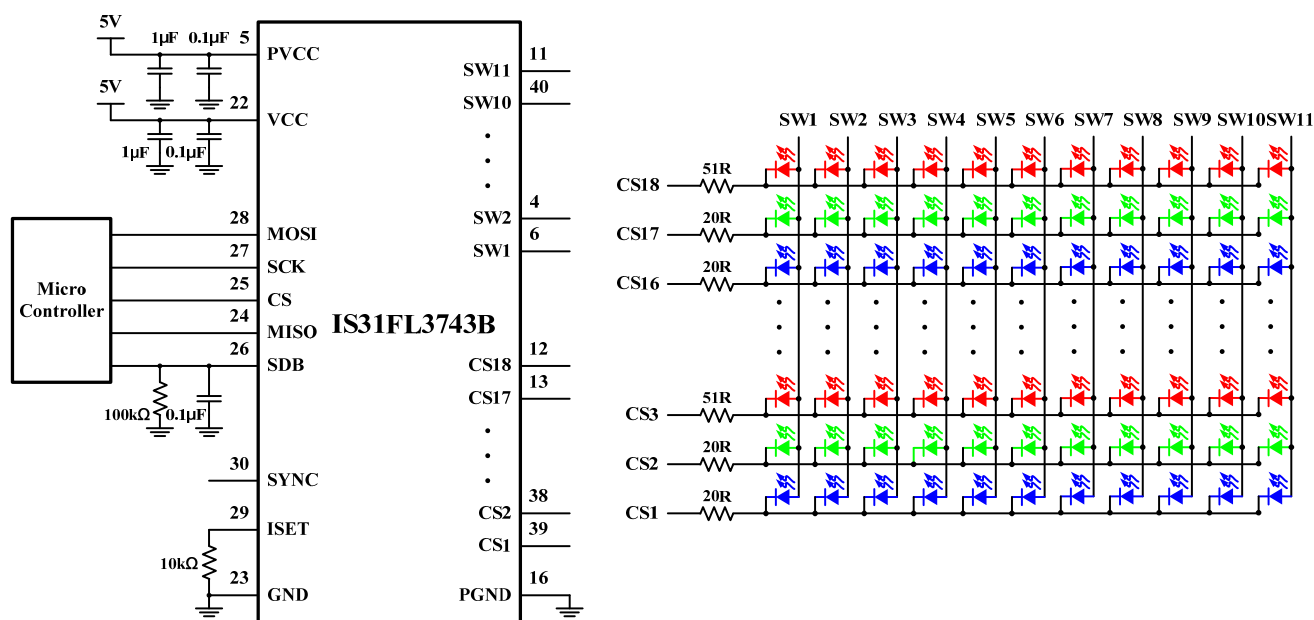 5V
1µF 0.1µF 5 PVCC
5V
22 VCC
1µF 0.1µF
Micro
Controller
28 MOSI
27 SCK
25 CS
24 MISO
26 SDB
100kΩ 0.1µF
30 SYNC
29 ISET
10kΩ
23 GND
IS31FL3743B
SW11 11
SW10 40
SW2 4
SW1 6
CS18 12
CS17 13
CS2 38
CS1 39
PGND 16
SW1 SW2 SW3 SW4 SW5 SW6 SW7 SW8 SW9 SW10 SW11
CS18 51R
CS17 20R
CS16 20R
CS3 51R
CS2 20R
CS1 20R